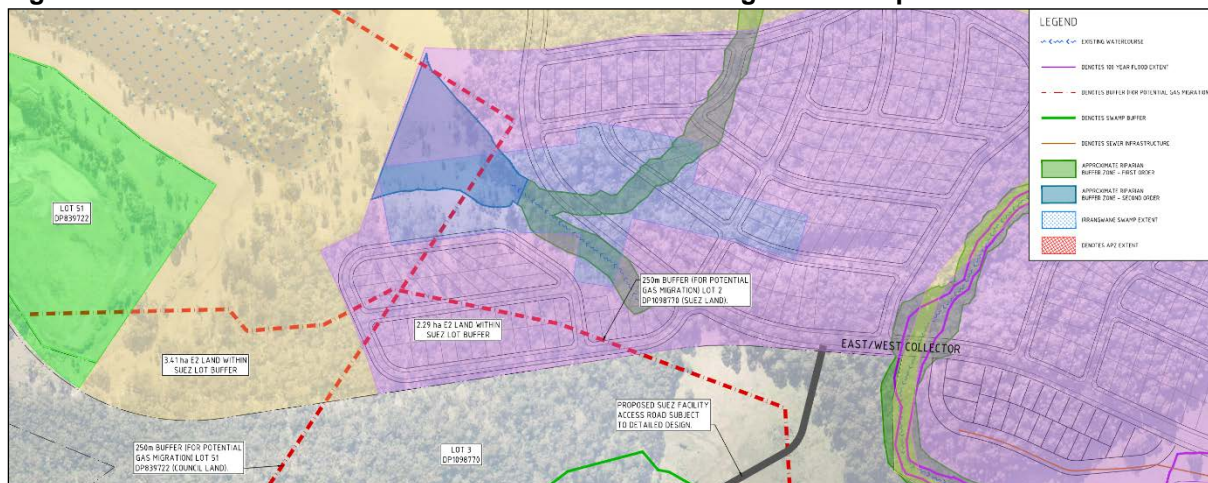 LEGEND
EXISTING WATERCOURSE
DENOTES 100 YEAR FLOOD EXTENT
DENOTES BUFFER (FOR POTENTIAL GAS MIGRATION)
DENOTES SWAMP BUFFER
DENOTES SEWER INFRASTRUCTURE
APPROXIMATE RIPARIAN
BUFFER ZONE - FIRST ORDER
APPROXIMATE RIPARIAN
BUFFER ZONE - SECOND ORDER
IRRANGWANE SWAMP EXTENT
DENOTES APZ EXTENT
LOT 51
DP839722
250m BUFFER (FOR POTENTIAL
GAS MIGRATION) LOT 2
DP1098770 (SUEZ LAND).
2.29 ha E2 LAND WITHIN
SUEZ LOT BUFFER
EAST/WEST COLLECTOR
3.41 ha E2 LAND WITHIN
SUEZ LOT BUFFER
PROPOSED SUEZ FACILITY
ACCESS ROAD SUBJECT
TO DETAILED DESIGN.
250m BUFFER (FOR POTENTIAL
GAS MIGRATION) LOT 51
DP839722 (COUNCIL LAND).
LOT 3
DP1098770